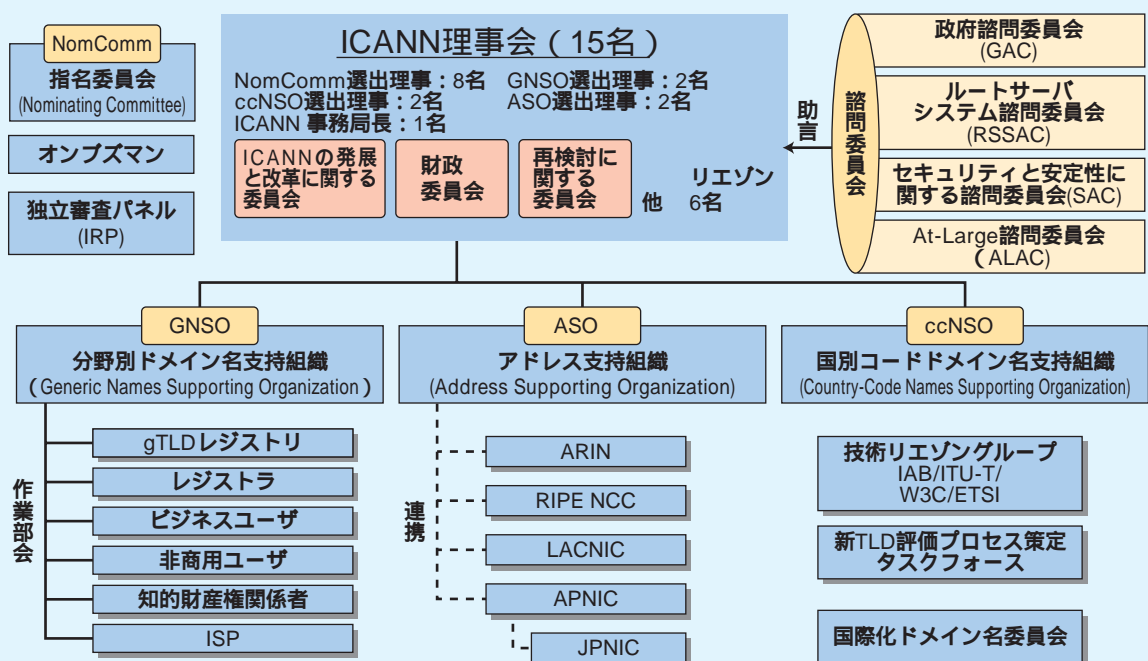 NomComm
指名委員会
(Nominating Committee)
オンブズマン
独立審査パネル
(IRP)
ICANN理事会(15名)
NomComm選出理事:8名 GNSO選出理事:2名
ccNSO選出理事:2名 ASO選出理事:2名
ICANN 事務局長:1名
ICANNの発展
と改革に関する
委員会
財政
委員会
再検討に
関する
委員会
他
リエゾン
6名
助言
諮問委員会
政府諮問委員会
(GAC)
ルートサーバ
システム諮問委員会
(RSSAC)
セキュリティと安定性に
関する諮問委員会(SAC)
At-Large諮問委員会
(ALAC)
GNSO
分野別ドメイン名支持組織
(Generic Names Supporting Organization)
作業部会
gTLDレジストリ
レジストラ
ビジネスユーザ
非商用ユーザ
知的財産権関係者
ISP
ASO
アドレス支持組織
(Address Supporting Organization)
連携
ARIN
RIPE NCC
LACNIC
APNIC
JPNIC
ccNSO
国別コードドメイン名支持組織
(Country-Code Names Supporting Organization)
技術リエゾングループ
IAB/ITU-T/
W3C/ETSI
新TLD評価プロセス策定
タスクフォース
国際化ドメイン名委員会